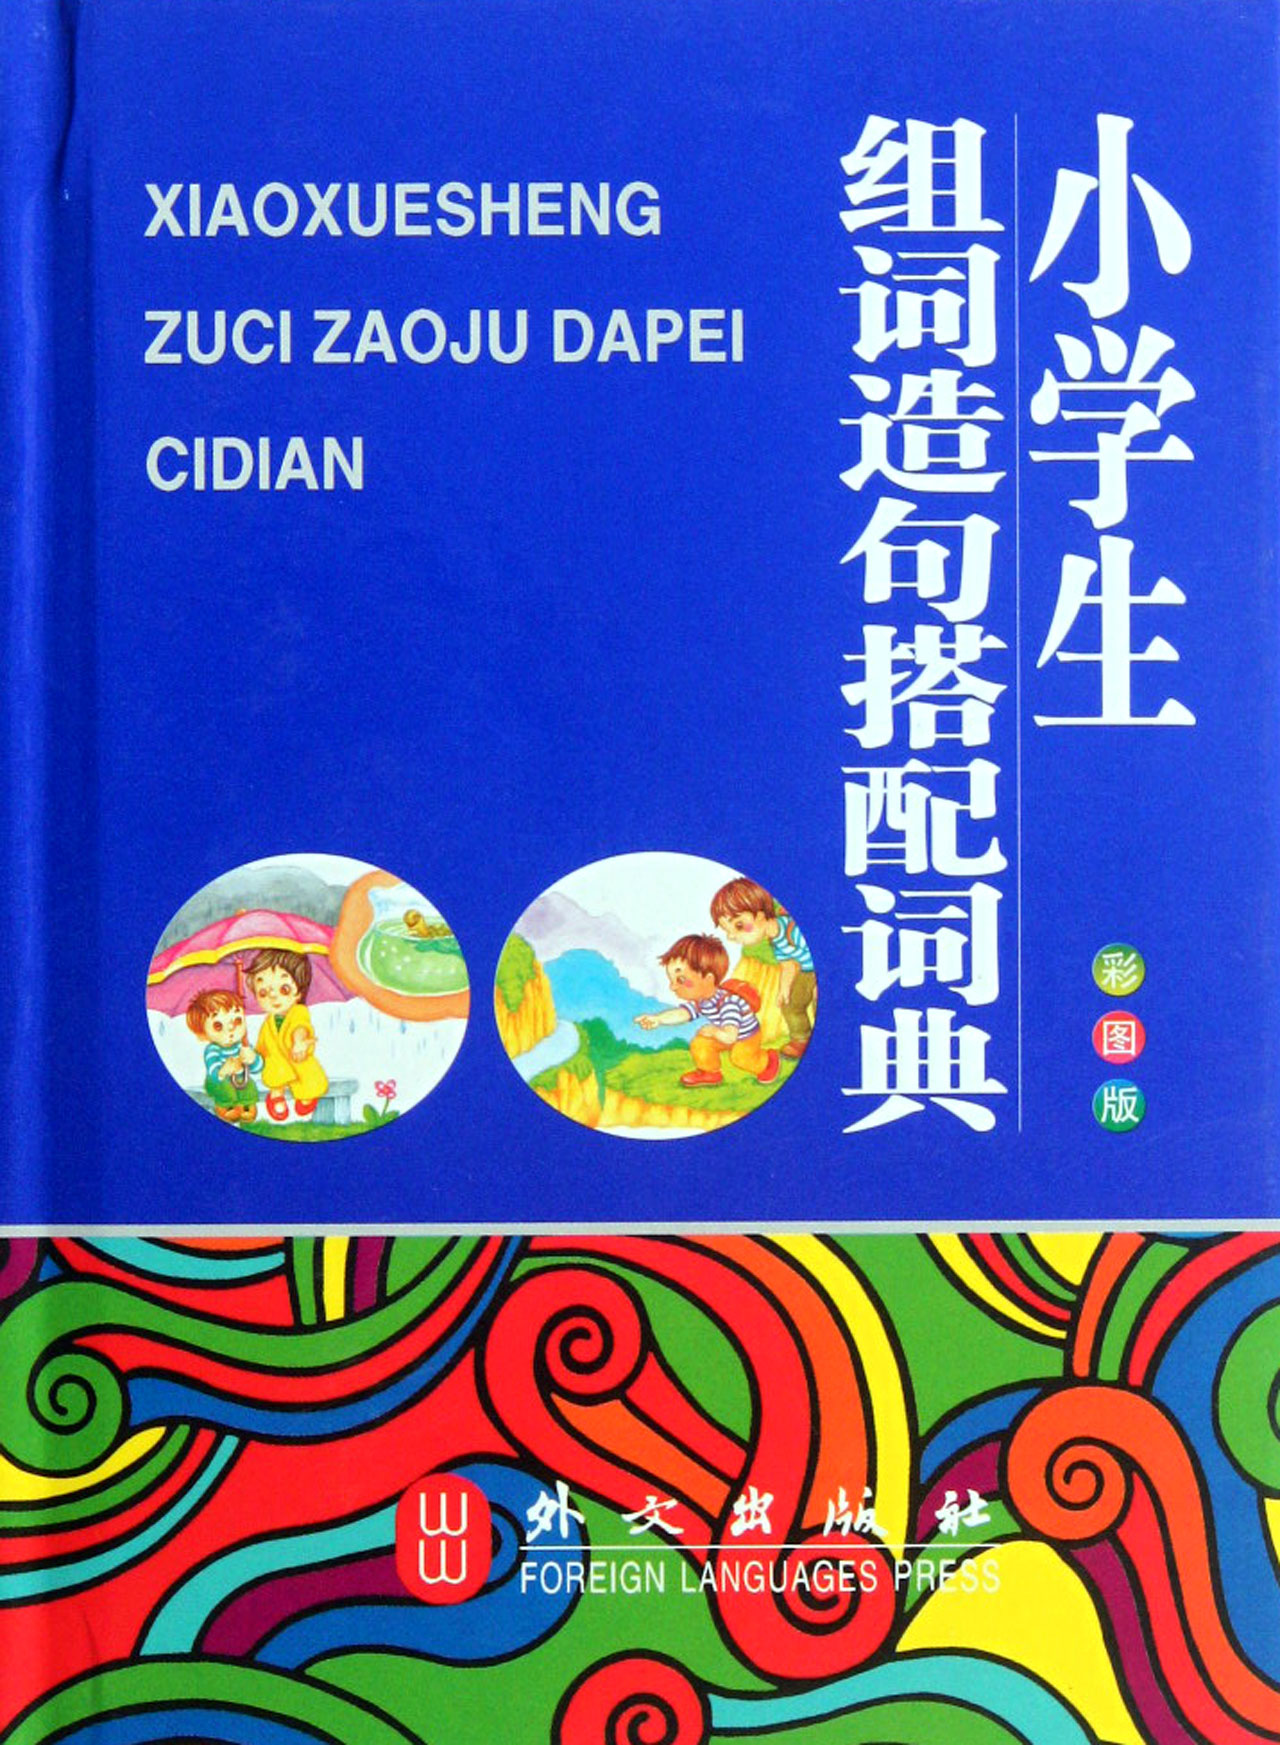 小学生
组词造句搭配词典
XIAOXUESHENG
ZUCI ZAOJU DAPEI
CIDIAN
彩图版
外文出版社
FOREIGN LANGUAGES PRESS